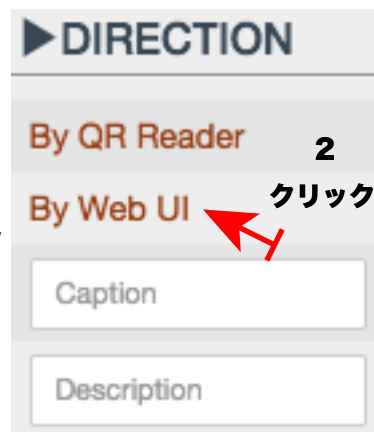 ▶DIRECTION
By QR Reader
2
クリック
By Web UI
Caption
Description